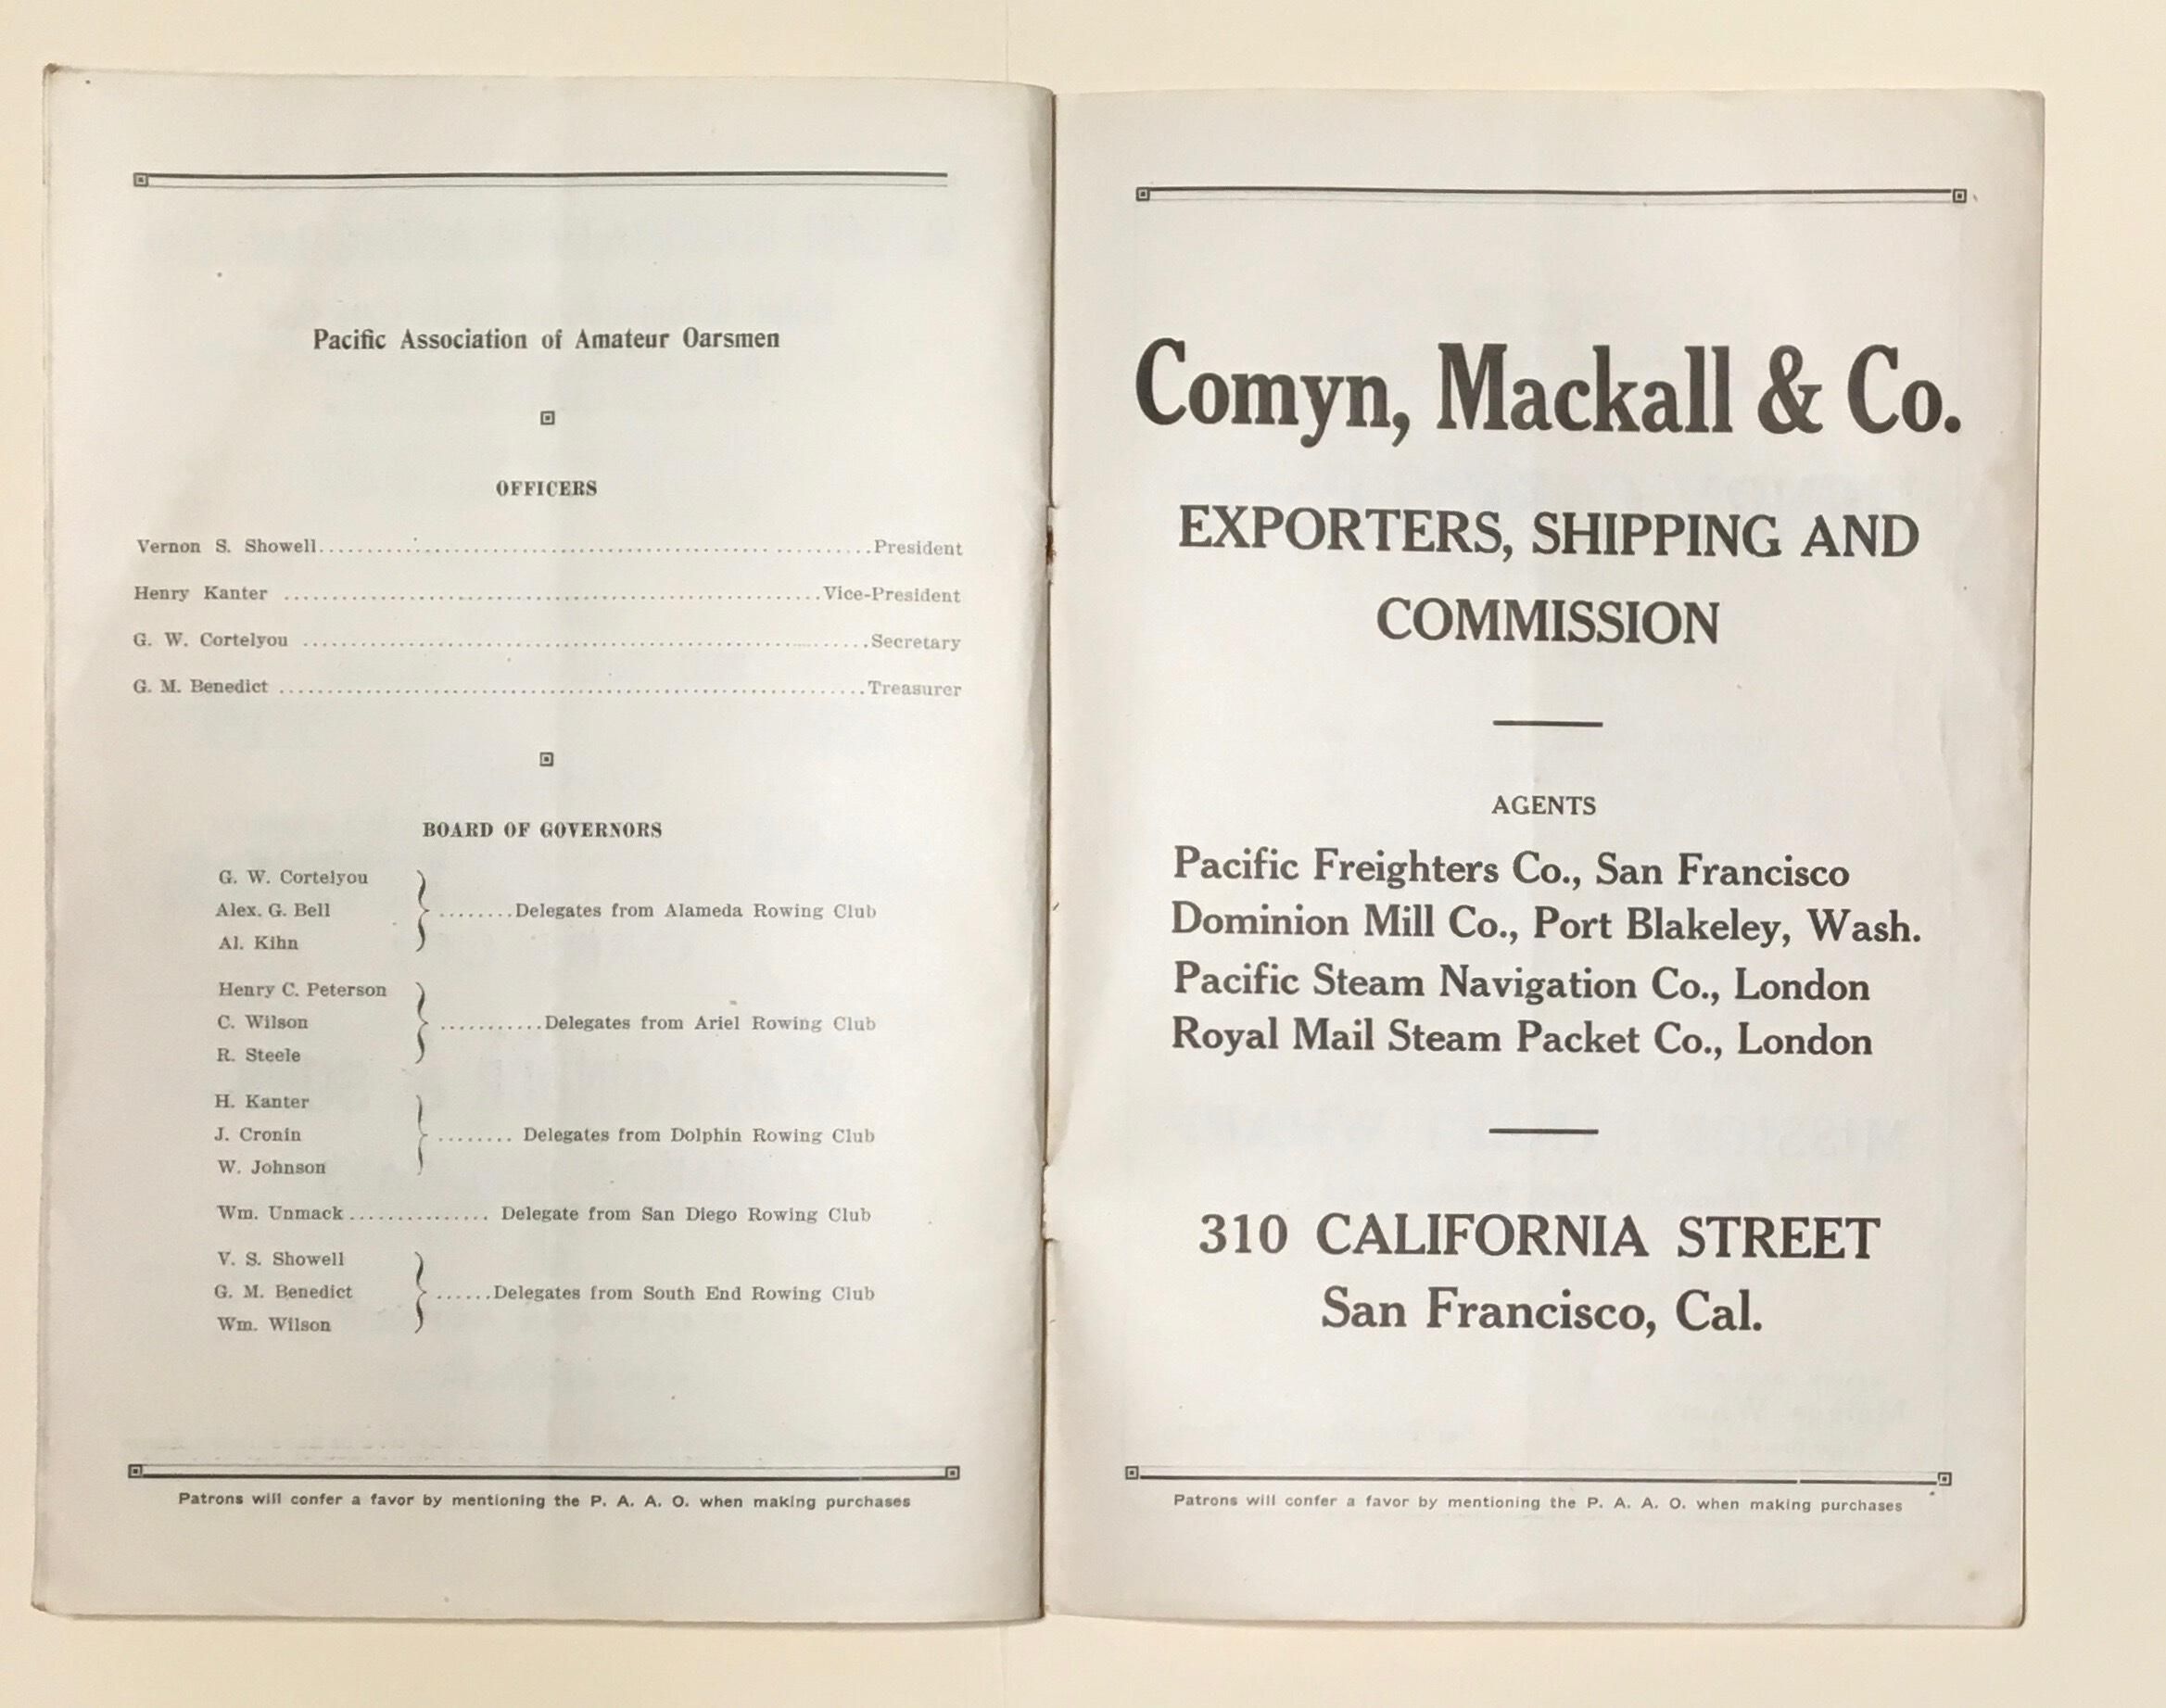 Pacific Association of Amateur Oarsmen
OFFICERS
Vernon S. Showell................................................President
Henry Kanter ................................................Vice-President
G. W. Cortelyou ................................................Secretary
G. M. Benedict ................................................Treasurer
BOARD OF GOVERNORS
G. W. Cortelyou
Alex. G. Bell
Al. Kihn
........Delegates from Alameda Rowing Club
Henry C. Peterson
C. Wilson
R. Steele
...........Delegates from Ariel Rowing Club
H. Kanter
J. Cronin
W. Johnson
........ Delegates from Dolphin Rowing Club
Wm. Unmack............... Delegate from San Diego Rowing Club
V. S. Showell
G. M. Benedict
Wm. Wilson
......Delegates from South End Rowing Club
Patrons will confer a favor by mentioning the P. A. A. O. when making purchases
Comyn, Mackall & Co.
EXPORTERS, SHIPPING AND
COMMISSION
AGENTS
Pacific Freighters Co., San Francisco
Dominion Mill Co., Port Blakeley, Wash.
Pacific Steam Navigation Co., London
Royal Mail Steam Packet Co., London
310 CALIFORNIA STREET
San Francisco, Cal.
Patrons will confer a favor by mentioning the P. A. A. O. when making purchases